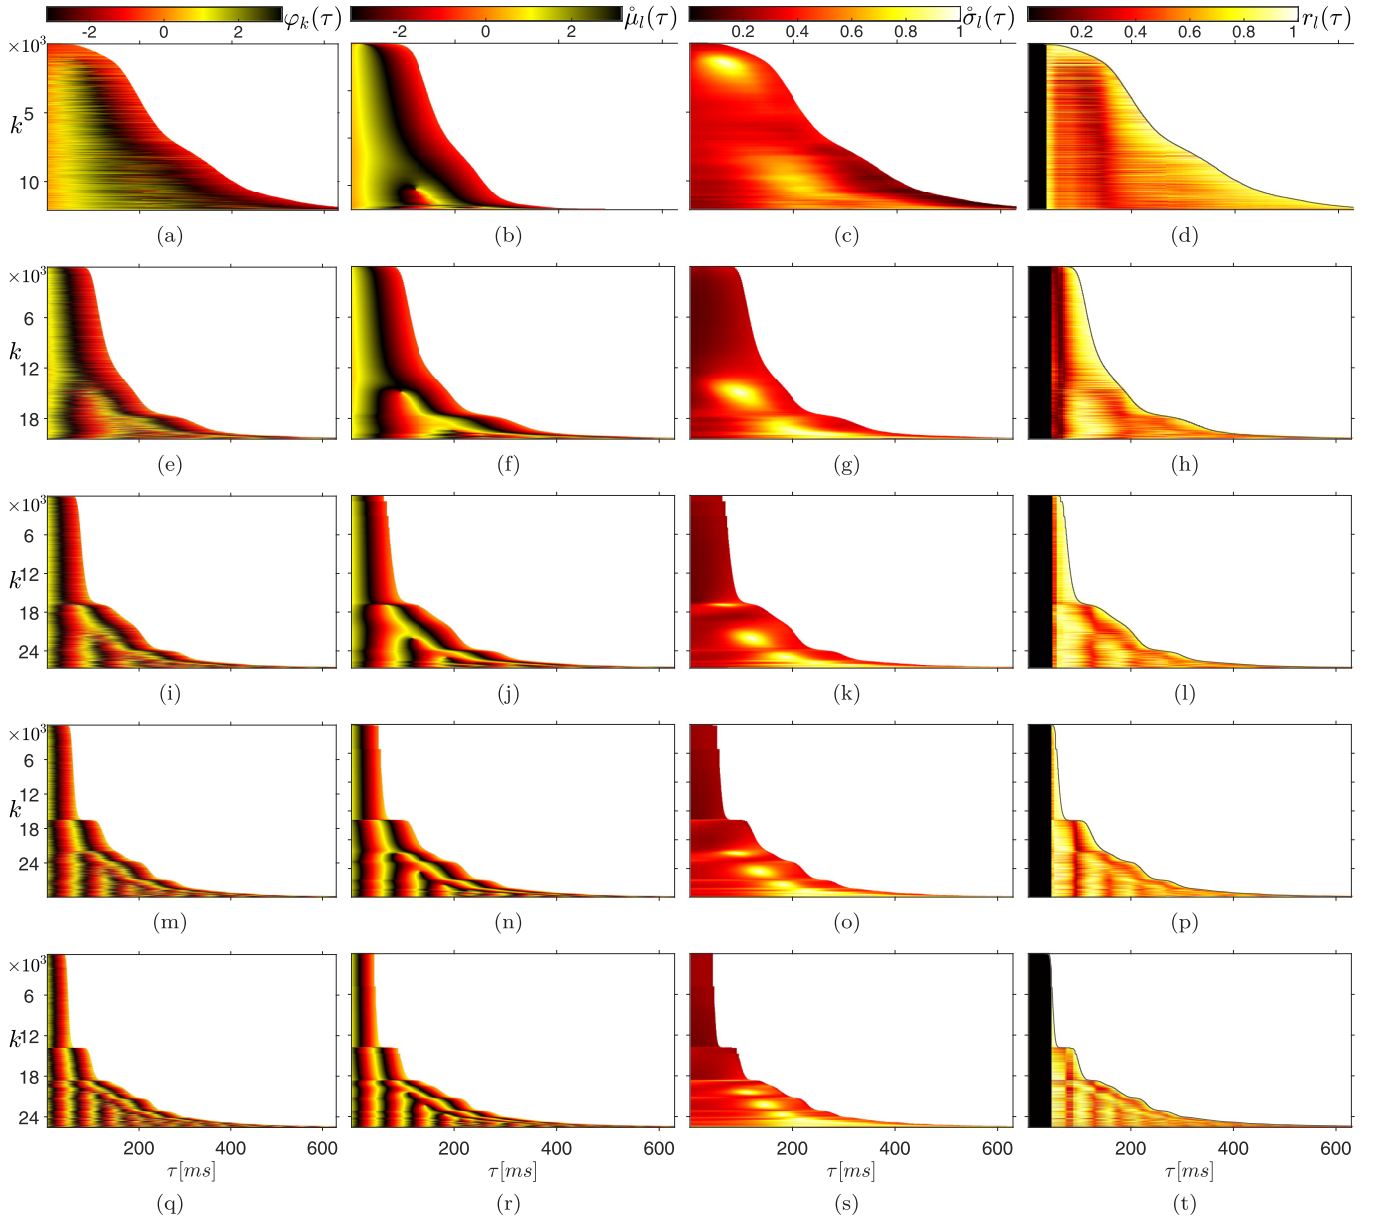 φ_k(τ) μ̊_l(τ) σ̊_l(τ) r_l(τ)
-2 0 2 -2 0 2 0.2 0.4 0.6 0.8 1 0.2 0.4 0.6 0.8 1
×10³
5
k
10
(a) (b) (c) (d)
×10³
6
k
12
18
(e) (f) (g) (h)
×10³
6
k 12
18
24
(i) (j) (k) (l)
×10³
6
12
k
18
24
(m) (n) (o) (p)
×10³
6
k 12
18
24
200 400 600 200 400 600 200 400 600 200 400 600
τ[ms] τ[ms] τ[ms] τ[ms]
(q) (r) (s) (t)